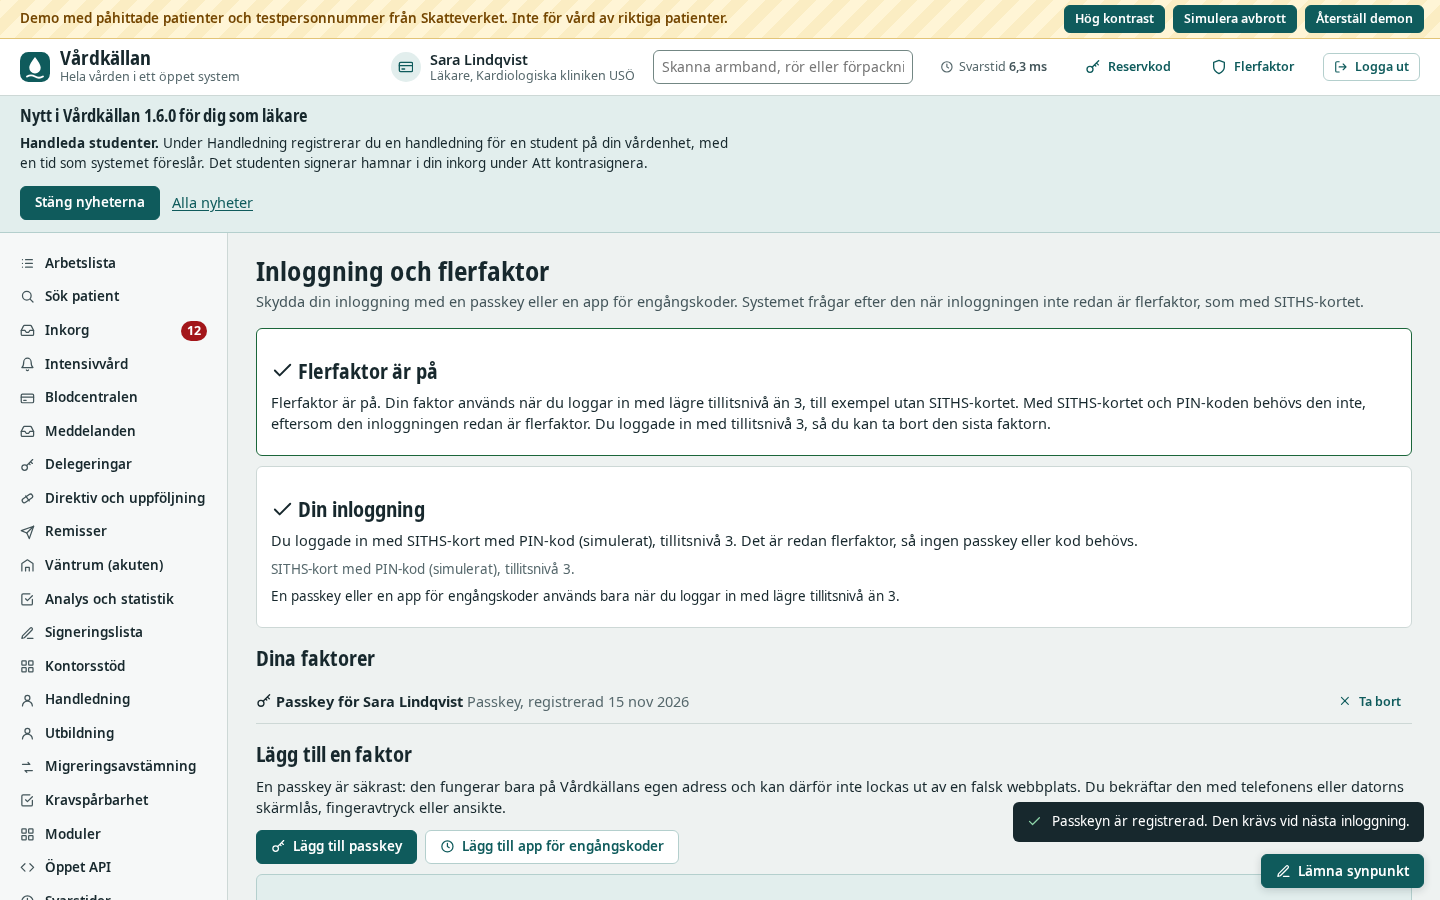 Demo med påhittade patienter och testpersonnummer från Skatteverket. Inte för vård av riktiga patienter.
Hög kontrast
Simulera avbrott
Återställ demon
Vårdkällan
Hela vården i ett öppet system
Sara Lindqvist
Läkare, Kardiologiska kliniken USÖ
Skanna armband, rör eller förpackni
Svarstid 6,3 ms
Reservkod
Flerfaktor
Logga ut
Nytt i Vårdkällan 1.6.0 för dig som läkare
Handleda studenter. Under Handledning registrerar du en handledning för en student på din vårdenhet, med
en tid som systemet föreslår. Det studenten signerar hamnar i din inkorg under Att kontrasignera.
Stäng nyheterna
Alla nyheter
Arbetslista
Sök patient
Inkorg
12
Intensivvård
Blodcentralen
Meddelanden
Delegeringar
Direktiv och uppföljning
Remisser
Väntrum (akuten)
Analys och statistik
Signeringslista
Kontorsstöd
Handledning
Utbildning
Migreringsavstämning
Kravspårbarhet
Moduler
Öppet API
Svarstider
Inloggning och flerfaktor
Skydda din inloggning med en passkey eller en app för engångskoder. Systemet frågar efter den när inloggningen inte redan är flerfaktor, som med SITHS-kortet.
Flerfaktor är på
Flerfaktor är på. Din faktor används när du loggar in med lägre tillitsnivå än 3, till exempel utan SITHS-kortet. Med SITHS-kortet och PIN-koden behövs den inte,
eftersom den inloggningen redan är flerfaktor. Du loggade in med tillitsnivå 3, så du kan ta bort den sista faktorn.
Din inloggning
Du loggade in med SITHS-kort med PIN-kod (simulerat), tillitsnivå 3. Det är redan flerfaktor, så ingen passkey eller kod behövs.
SITHS-kort med PIN-kod (simulerat), tillitsnivå 3.
En passkey eller en app för engångskoder används bara när du loggar in med lägre tillitsnivå än 3.
Dina faktorer
Passkey för Sara Lindqvist Passkey, registrerad 15 nov 2026
Ta bort
Lägg till en faktor
En passkey är säkrast: den fungerar bara på Vårdkällans egen adress och kan därför inte lockas ut av en falsk webbplats. Du bekräftar den med telefonens eller datorns
skärmlås, fingeravtryck eller ansikte.
Lägg till passkey
Lägg till app för engångskoder
Passkeyn är registrerad. Den krävs vid nästa inloggning.
Lämna synpunkt